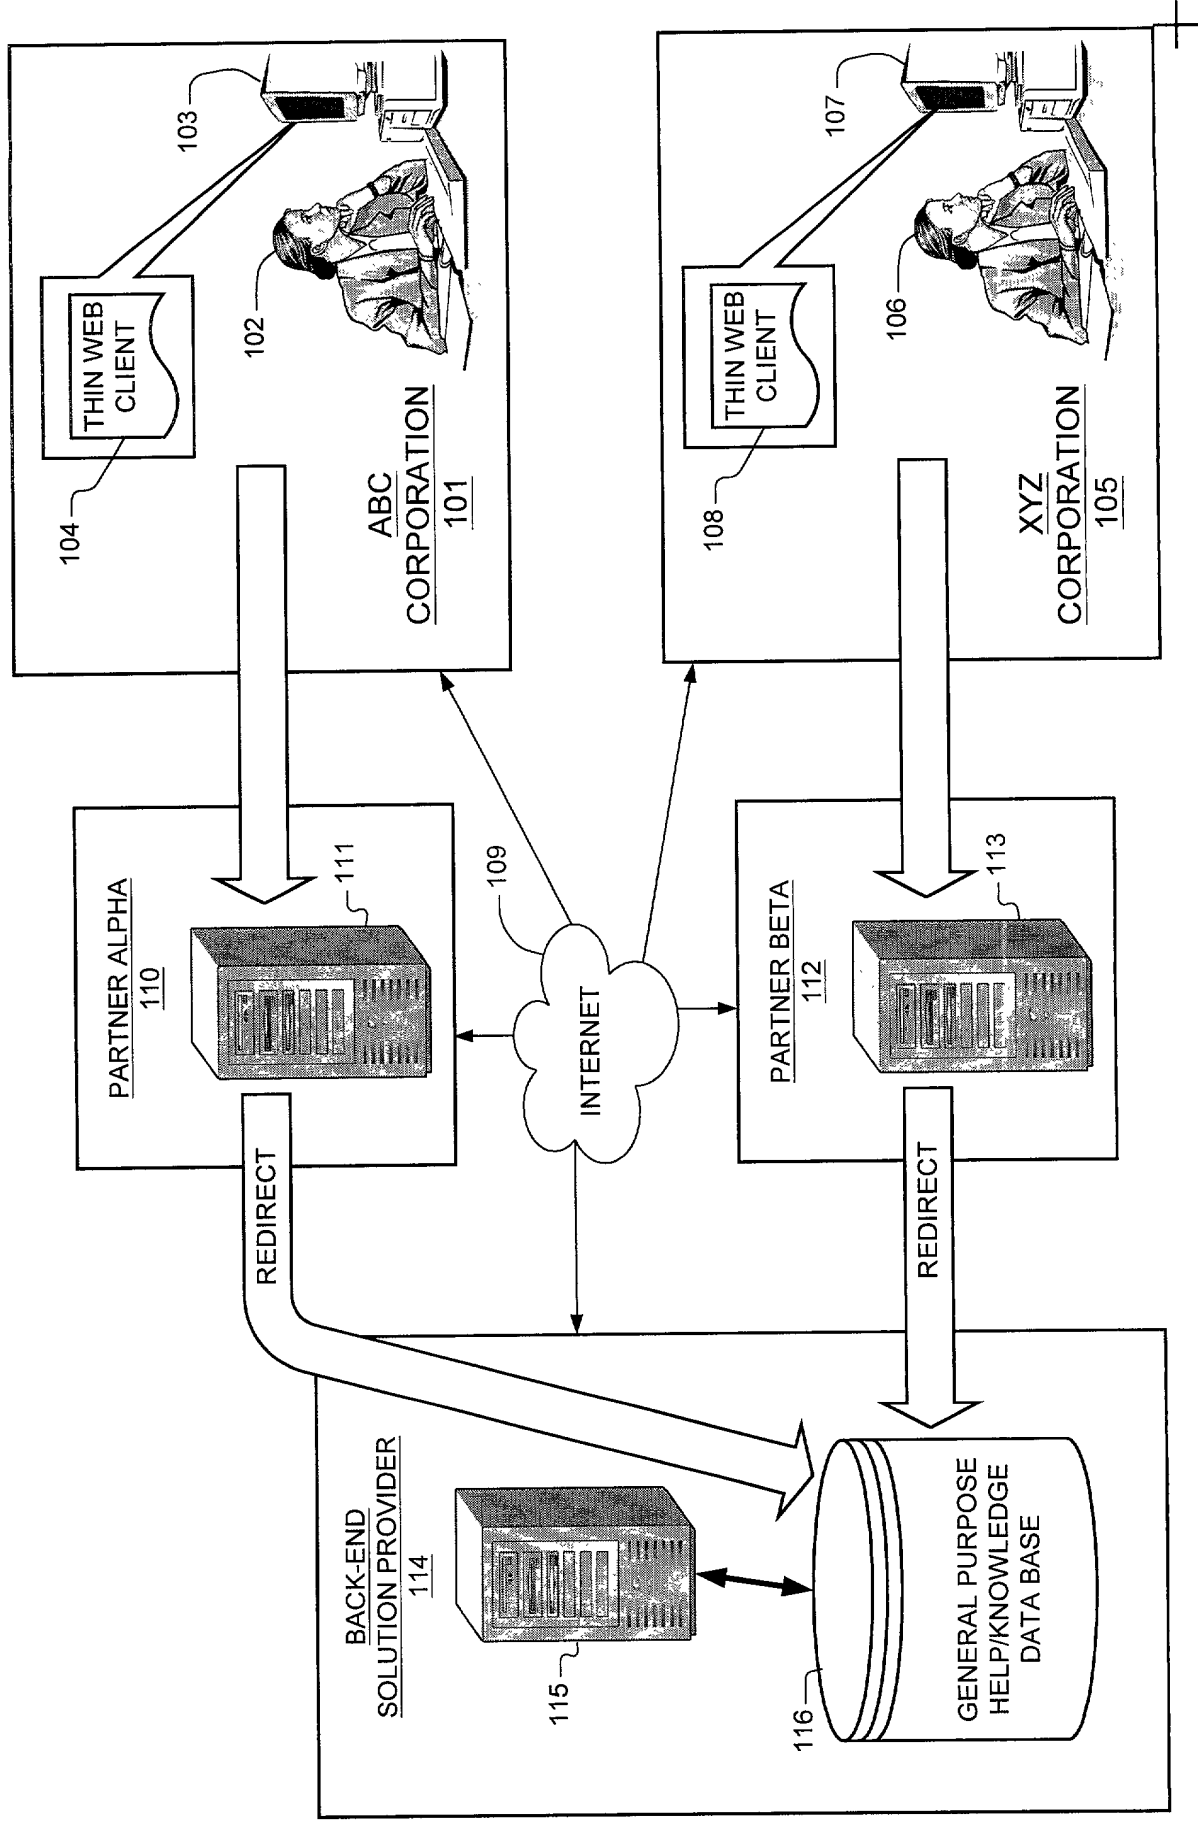 BACK-END
SOLUTION PROVIDER
114
115
116
GENERAL PURPOSE
HELP/KNOWLEDGE
DATA BASE
REDIRECT
REDIRECT
PARTNER ALPHA
110
111
INTERNET
109
PARTNER BETA
112
113
ABC
CORPORATION
101
104
THIN WEB
CLIENT
102
103
XYZ
CORPORATION
105
108
THIN WEB
CLIENT
106
107